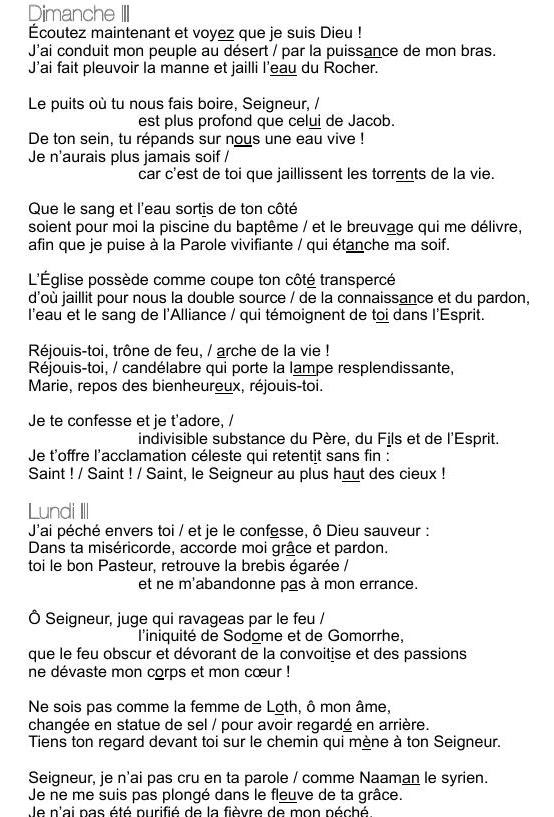 Dimanche III
Écoutez maintenant et voyez que je suis Dieu !
J’ai conduit mon peuple au désert / par la puissance de mon bras.
J’ai fait pleuvoir la manne et jailli l’eau du Rocher.
Le puits où tu nous fais boire, Seigneur, /
est plus profond que celui de Jacob.
De ton sein, tu répands sur nous une eau vive !
Je n’aurais plus jamais soif /
car c’est de toi que jaillissent les torrents de la vie.
Que le sang et l’eau sortis de ton côté
soient pour moi la piscine du baptême / et le breuvage qui me délivre,
afin que je puise à la Parole vivifiante / qui étanche ma soif.
L’Église possède comme coupe ton côté transpercé
d’où jaillit pour nous la double source / de la connaissance et du pardon,
l’eau et le sang de l’Alliance / qui témoignent de toi dans l’Esprit.
Réjouis-toi, trône de feu, / arche de la vie !
Réjouis-toi, / candélabre qui porte la lampe resplendissante,
Marie, repos des bienheureux, réjouis-toi.
Je te confesse et je t’adore, /
indivisible substance du Père, du Fils et de l’Esprit.
Je t’offre l’acclamation céleste qui retentit sans fin :
Saint ! / Saint ! / Saint, le Seigneur au plus haut des cieux !
Lundi III
J’ai péché envers toi / et je le confesse, ô Dieu sauveur :
Dans ta miséricorde, accorde moi grâce et pardon.
toi le bon Pasteur, retrouve la brebis égarée /
et ne m’abandonne pas à mon errance.
Ô Seigneur, juge qui ravageas par le feu /
l’iniquité de Sodome et de Gomorrhe,
que le feu obscur et dévorant de la convoitise et des passions
ne dévaste mon corps et mon cœur !
Ne sois pas comme la femme de Loth, ô mon âme,
changée en statue de sel / pour avoir regardé en arrière.
Tiens ton regard devant toi sur le chemin qui mène à ton Seigneur.
Seigneur, je n’ai pas cru en ta parole / comme Naaman le syrien.
Je ne me suis pas plongé dans le fleuve de ta grâce.
Je n’ai pas été purifié de la fièvre de mon péché.